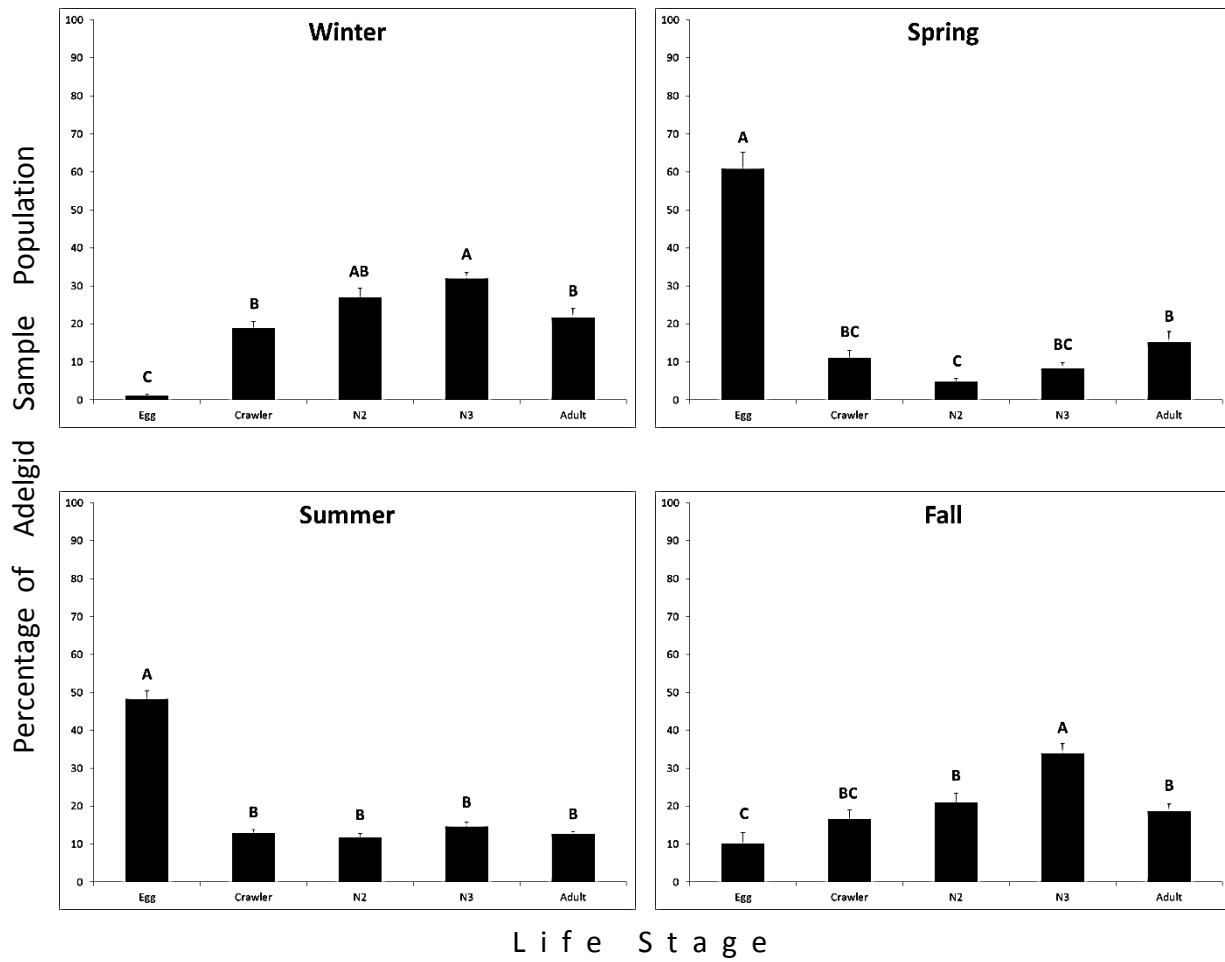 Percentage of Adelgid Sample Population
Winter
100
90
80
70
60
50
40
30
20
10
0
C
B
AB
A
B
Egg Crawler N2 N3 Adult
Spring
100
90
80
70
60
50
40
30
20
10
0
A
BC
C
BC
B
Egg Crawler N2 N3 Adult
Summer
100
90
80
70
60
50
40
30
20
10
0
A
B
B
B
B
Egg Crawler N2 N3 Adult
Fall
100
90
80
70
60
50
40
30
20
10
0
C
BC
B
A
B
Egg Crawler N2 N3 Adult
Life Stage